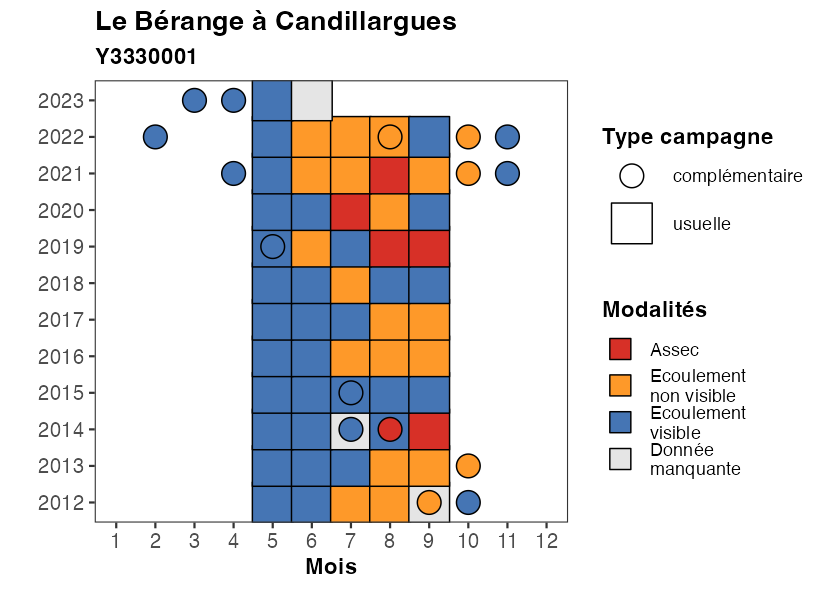 Le Bérange à Candillargues
Y3330001
2023
2022
2021
2020
2019
2018
2017
2016
2015
2014
2013
2012
1 2 3 4 5 6 7 8 9 10 11 12
Mois
Type campagne
complémentaire
usuelle
Modalités
Assec
Ecoulement
non visible
Ecoulement
visible
Donnée
manquante